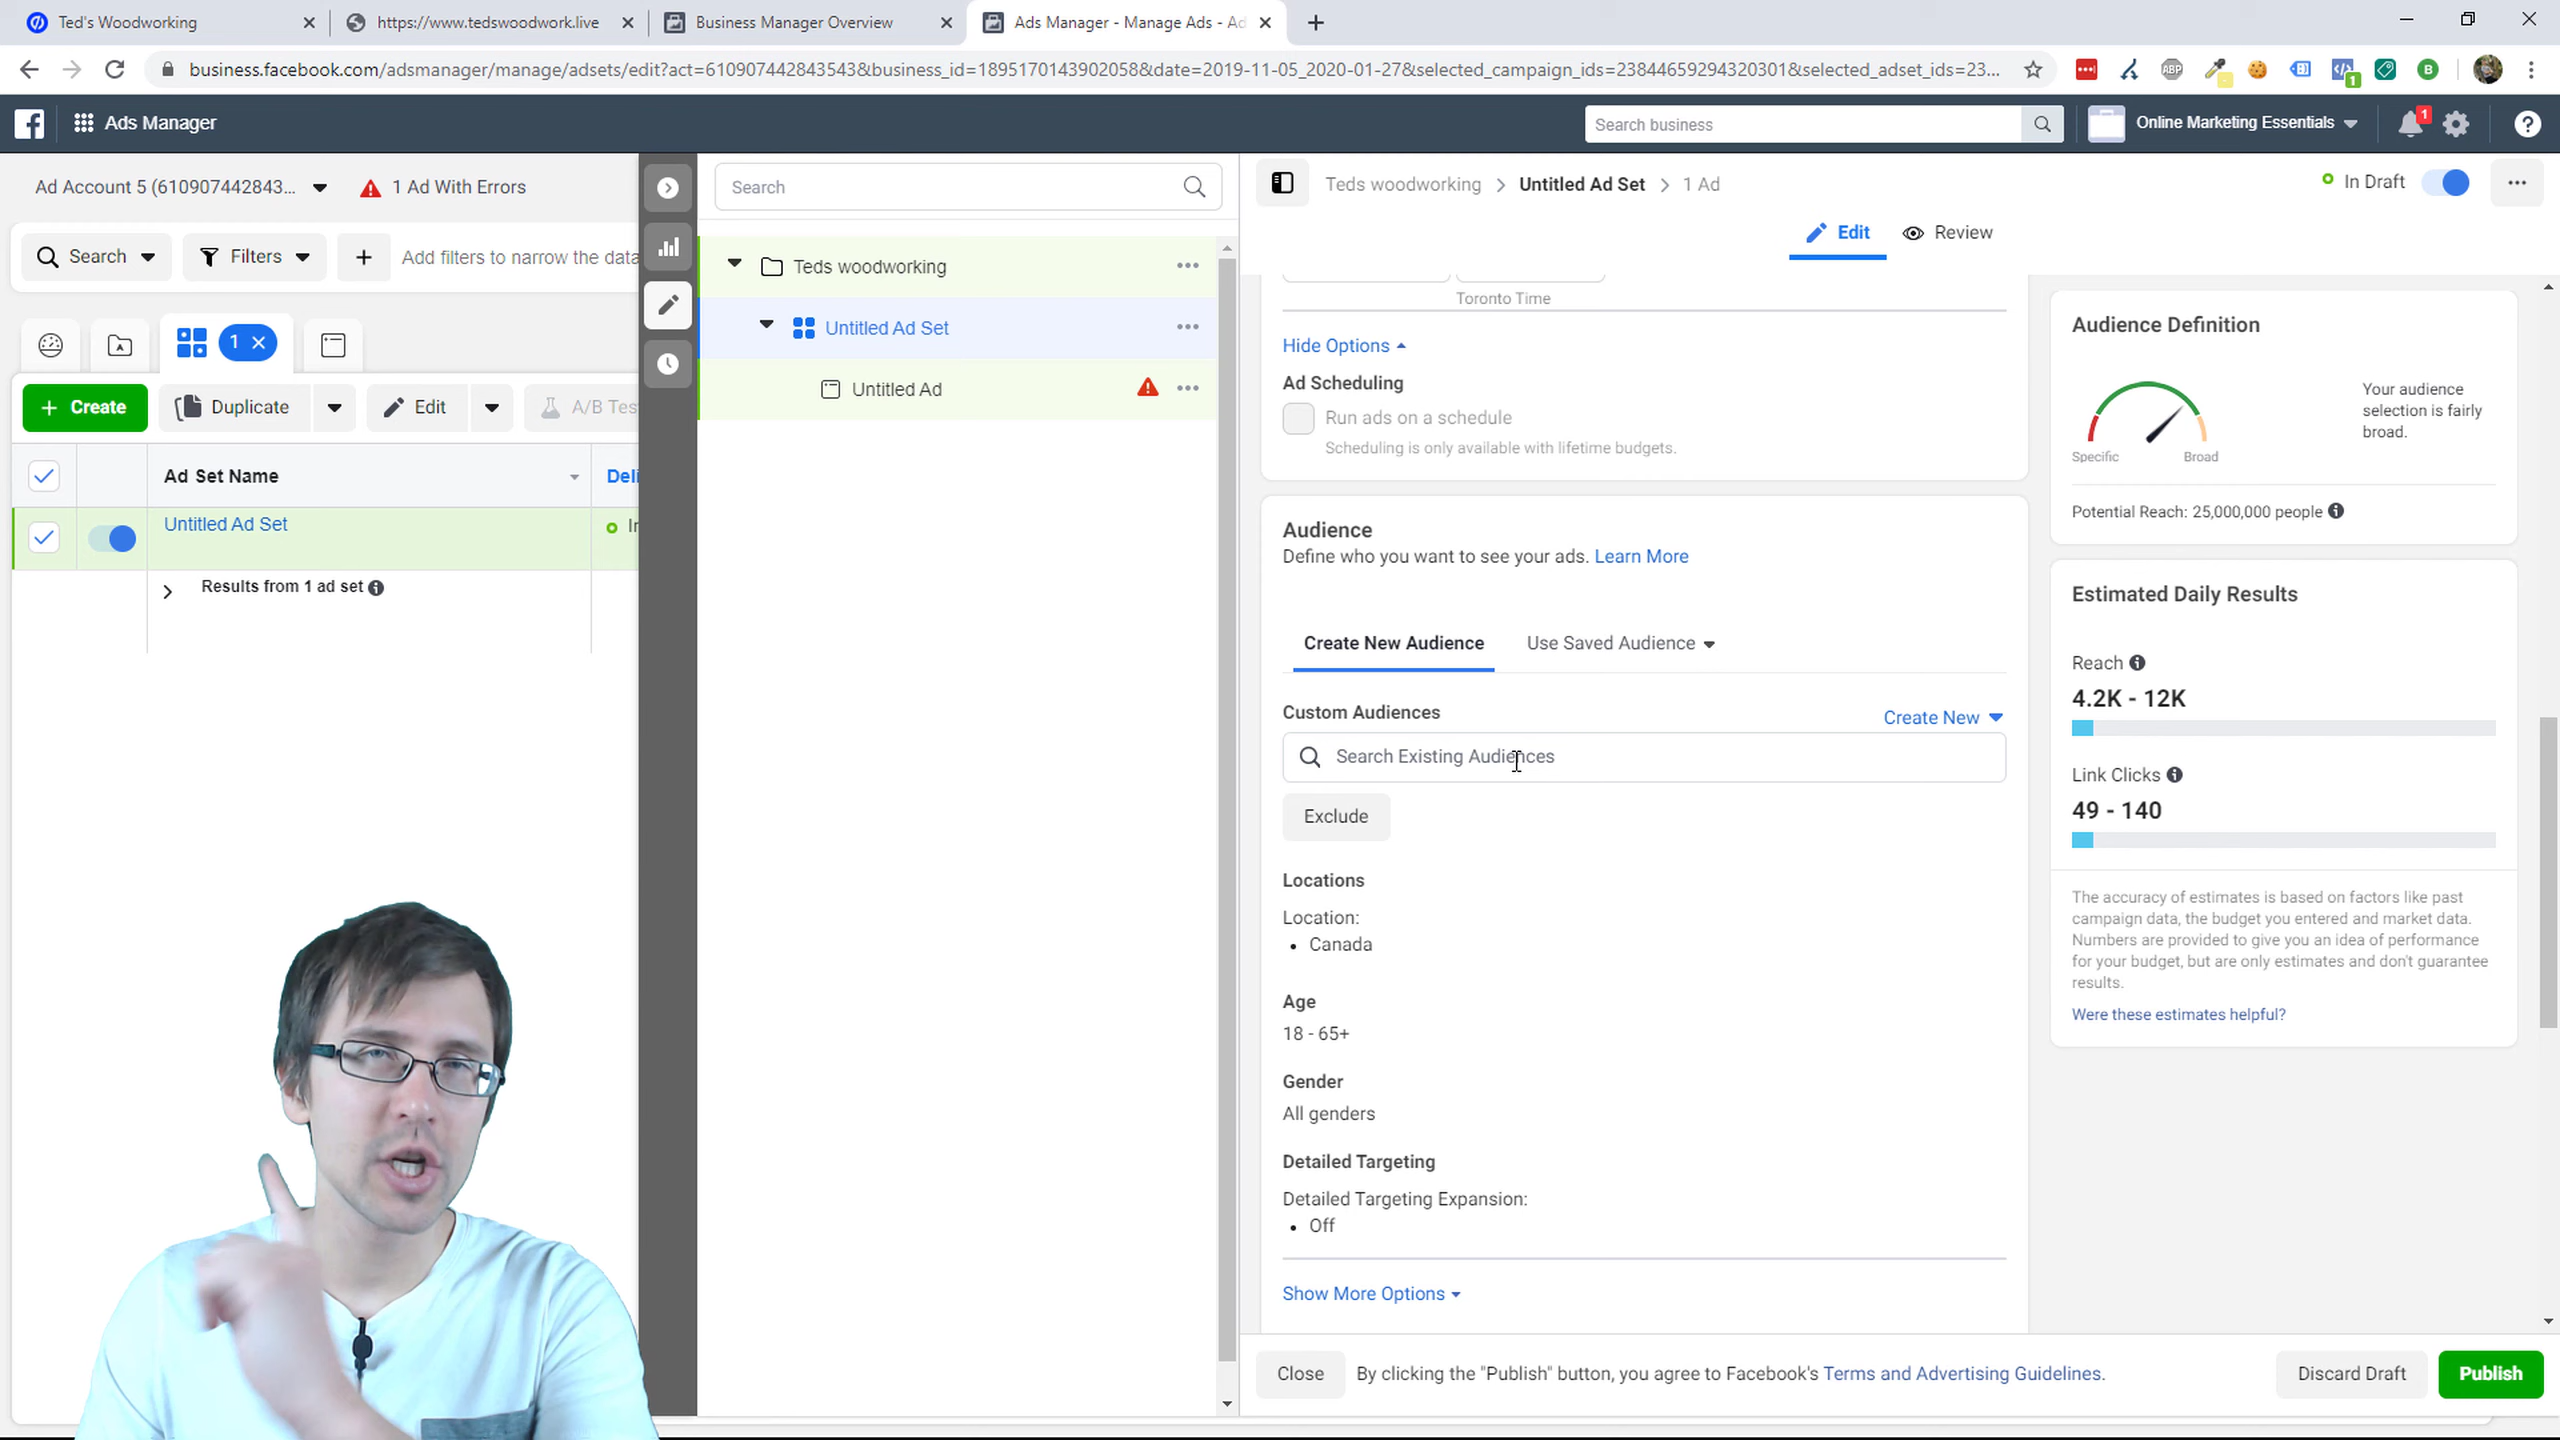 Ted's Woodworking
https://www.tedswoodwork.live
Business Manager Overview
Ads Manager - Manage Ads - Ad
business.facebook.com/adsmanager/manage/adsets/edit?act=610907442843543&business_id=1895170143902058&date=2019-11-05_2020-01-27&selected_campaign_ids=23844659294320301&selected_adset_ids=23...
ABP
1
B
Ads Manager
Search business
Online Marketing Essentials
1
Ad Account 5 (610907442843...
1 Ad With Errors
Search
Filters
Add filters to narrow the data
1
Create
Duplicate
Edit
A/B Tes
Ad Set Name
Deli
Untitled Ad Set
Results from 1 ad set
Search
Teds woodworking
Untitled Ad Set
Untitled Ad
Teds woodworking > Untitled Ad Set > 1 Ad
In Draft
Edit
Review
Toronto Time
Hide Options
Ad Scheduling
Run ads on a schedule
Scheduling is only available with lifetime budgets.
Audience
Define who you want to see your ads. Learn More
Create New Audience
Use Saved Audience
Custom Audiences
Create New
Search Existing Audiences
Exclude
Locations
Location:
• Canada
Age
18 - 65+
Gender
All genders
Detailed Targeting
Detailed Targeting Expansion:
• Off
Show More Options
Audience Definition
Your audience
selection is fairly
broad.
Specific
Broad
Potential Reach: 25,000,000 people
Estimated Daily Results
Reach
4.2K - 12K
Link Clicks
49 - 140
The accuracy of estimates is based on factors like past
campaign data, the budget you entered and market data.
Numbers are provided to give you an idea of performance
for your budget, but are only estimates and don't guarantee
results.
Were these estimates helpful?
Close
By clicking the "Publish" button, you agree to Facebook's Terms and Advertising Guidelines.
Discard Draft
Publish